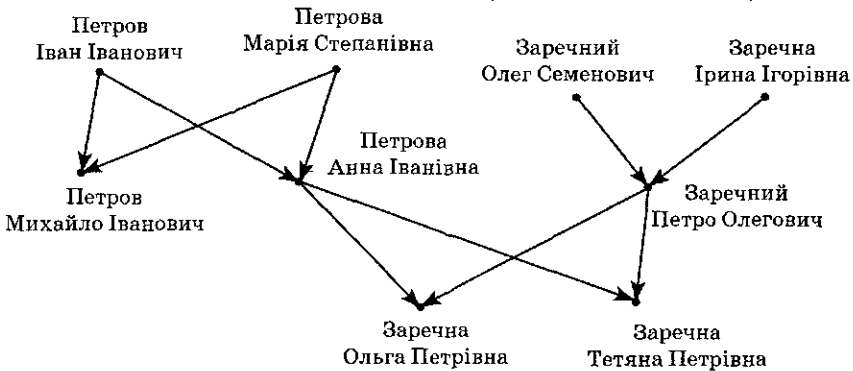 Петров
Іван Іванович
Петрова
Марія Степанівна
Заречний
Олег Семенович
Заречна
Ірина Ігорівна
Петрова
Анна Іванівна
Петров
Михайло Іванович
Заречний
Петро Олегович
Заречна
Ольга Петрівна
Заречна
Тетяна Петрівна